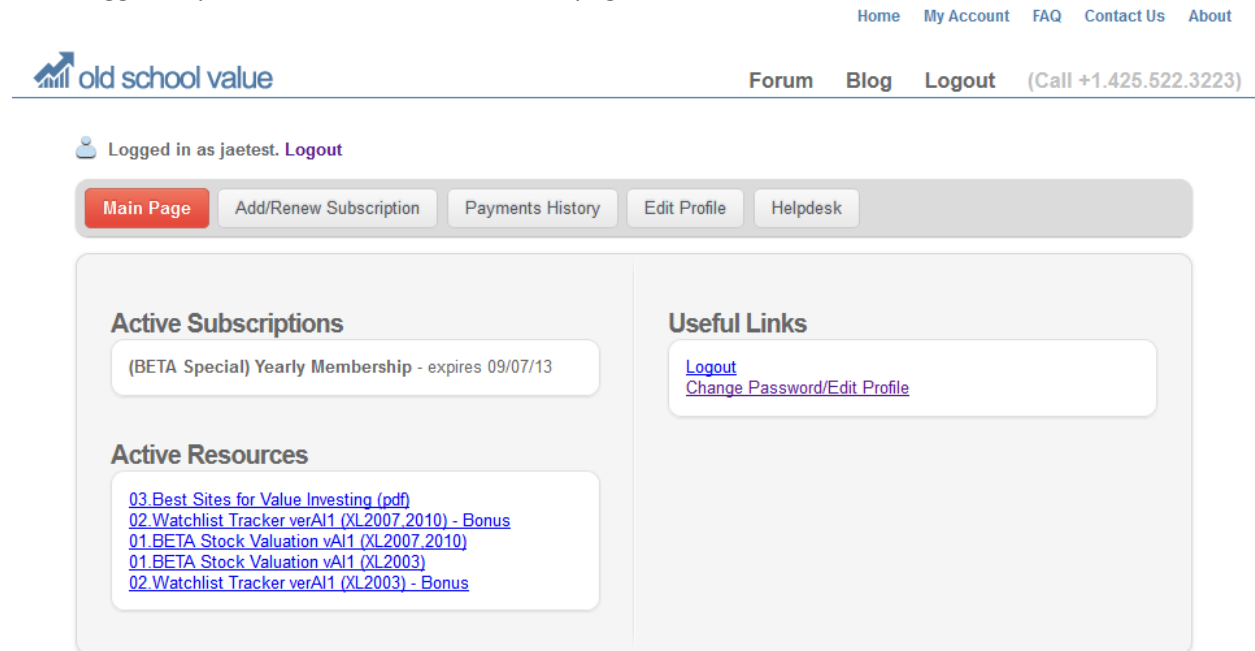 Home My Account FAQ Contact Us About
old school value
Forum Blog Logout (Call +1.425.522.3223)
Logged in as jaetest. Logout
Main Page Add/Renew Subscription Payments History Edit Profile Helpdesk
Active Subscriptions
(BETA Special) Yearly Membership - expires 09/07/13
Active Resources
03.Best Sites for Value Investing (pdf)
02.Watchlist Tracker verAI1 (XL2007,2010) - Bonus
01.BETA Stock Valuation vAI1 (XL2007,2010)
01.BETA Stock Valuation vAI1 (XL2003)
02.Watchlist Tracker verAI1 (XL2003) - Bonus
Useful Links
Logout
Change Password/Edit Profile